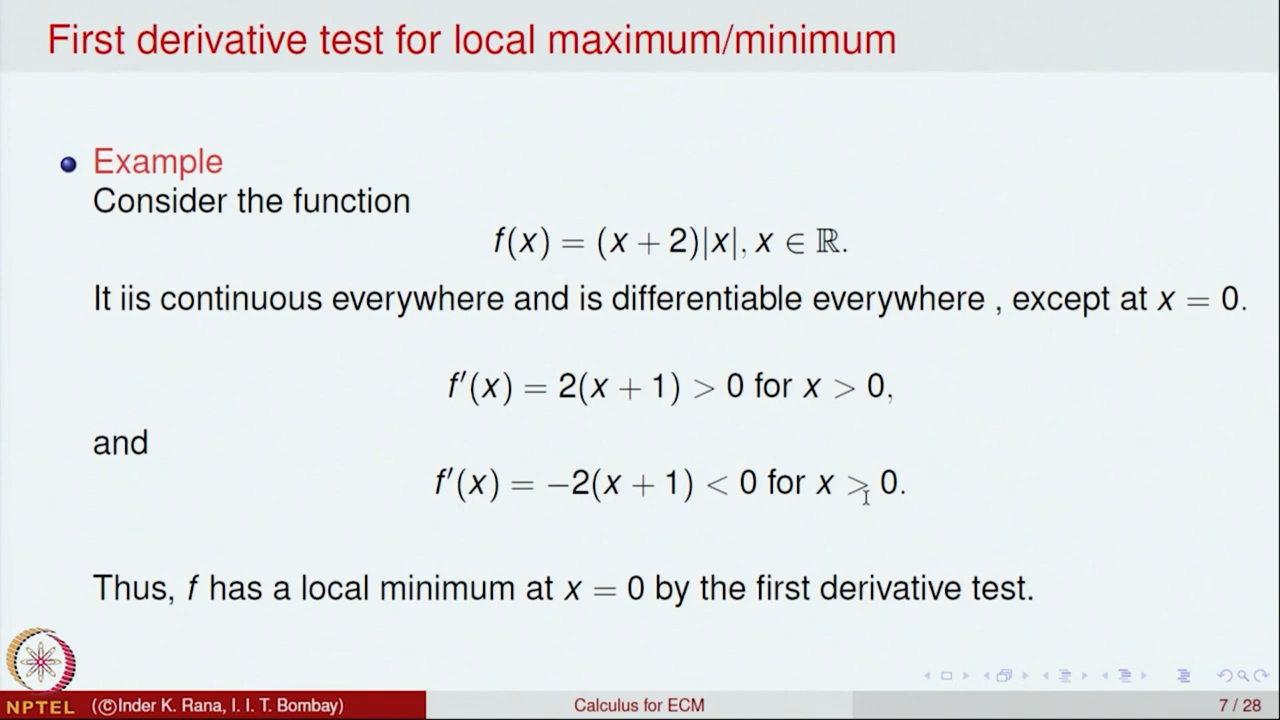 First derivative test for local maximum/minimum
Example
Consider the function
f(x) = (x + 2)|x|, x ∈ ℝ.
It iis continuous everywhere and is differentiable everywhere , except at x = 0.
f′(x) = 2(x + 1) > 0 for x > 0,
and
f′(x) = −2(x + 1) < 0 for x > 0.
Thus, f has a local minimum at x = 0 by the first derivative test.
NPTEL (©Inder K. Rana, I. I. T. Bombay) Calculus for ECM 7 / 28